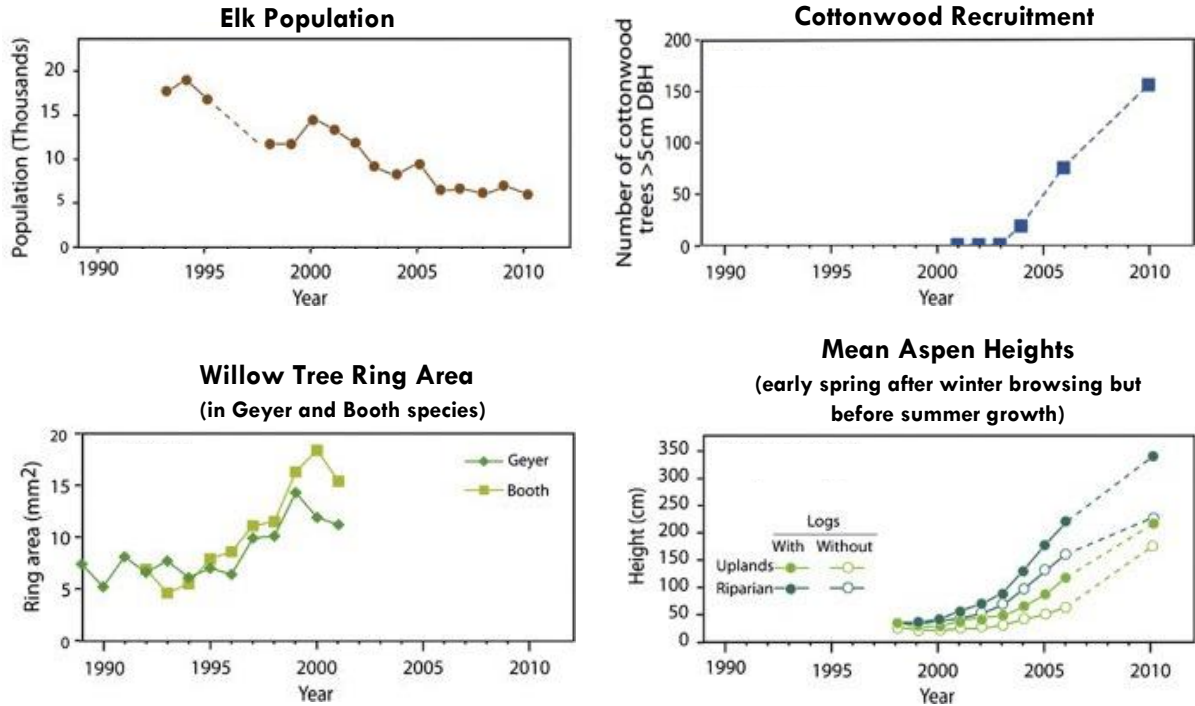 Elk Population
Population (Thousands)
20
15
10
5
0
1990 1995 2000 2005 2010
Year
Cottonwood Recruitment
Number of cottonwood
trees >5cm DBH
200
150
100
50
0
1990 1995 2000 2005 2010
Year
Willow Tree Ring Area
(in Geyer and Booth species)
Ring area (mm2)
20
15
10
5
0
Geyer
Booth
1990 1995 2000 2005 2010
Year
Mean Aspen Heights
(early spring after winter browsing but
before summer growth)
Height (cm)
350
300
250
200
150
100
50
0
Logs
With Without
Uplands
Riparian
1990 1995 2000 2005 2010
Year